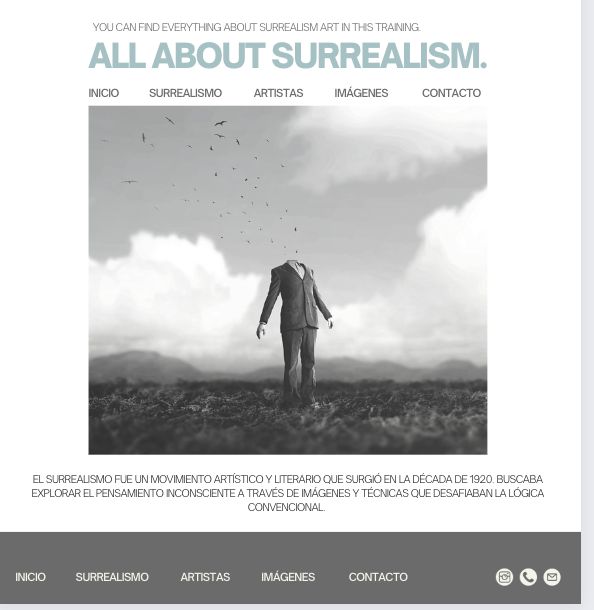 YOU CAN FIND EVERYTHING ABOUT SURREALISM ART IN THIS TRAINING.
ALL ABOUT SURREALISM.
INICIO SURREALISMO ARTISTAS IMÁGENES CONTACTO
EL SURREALISMO FUE UN MOVIMIENTO ARTÍSTICO Y LITERARIO QUE SURGIÓ EN LA DÉCADA DE 1920. BUSCABA
EXPLORAR EL PENSAMIENTO INCONSCIENTE A TRAVÉS DE IMÁGENES Y TÉCNICAS QUE DESAFIABAN LA LÓGICA
CONVENCIONAL.
INICIO SURREALISMO ARTISTAS IMÁGENES CONTACTO